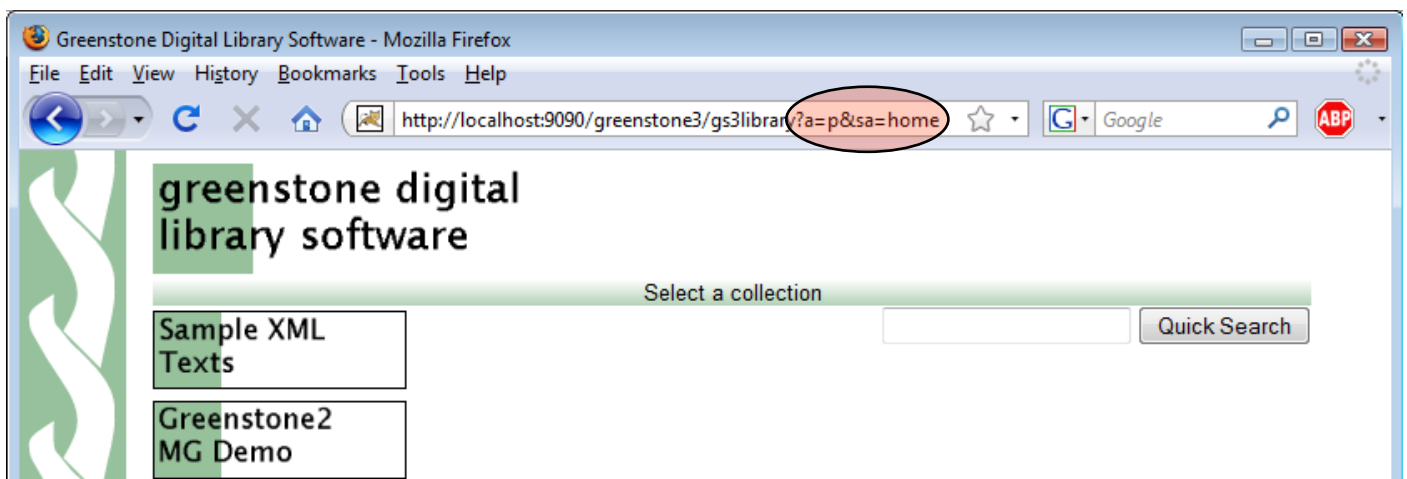 Greenstone Digital Library Software - Mozilla Firefox
File Edit View History Bookmarks Tools Help
http://localhost:9090/greenstone3/gs3library?a=p&sa=home G Google ABP
greenstone digital
library software
Select a collection
Sample XML
Texts
Quick Search
Greenstone2
MG Demo